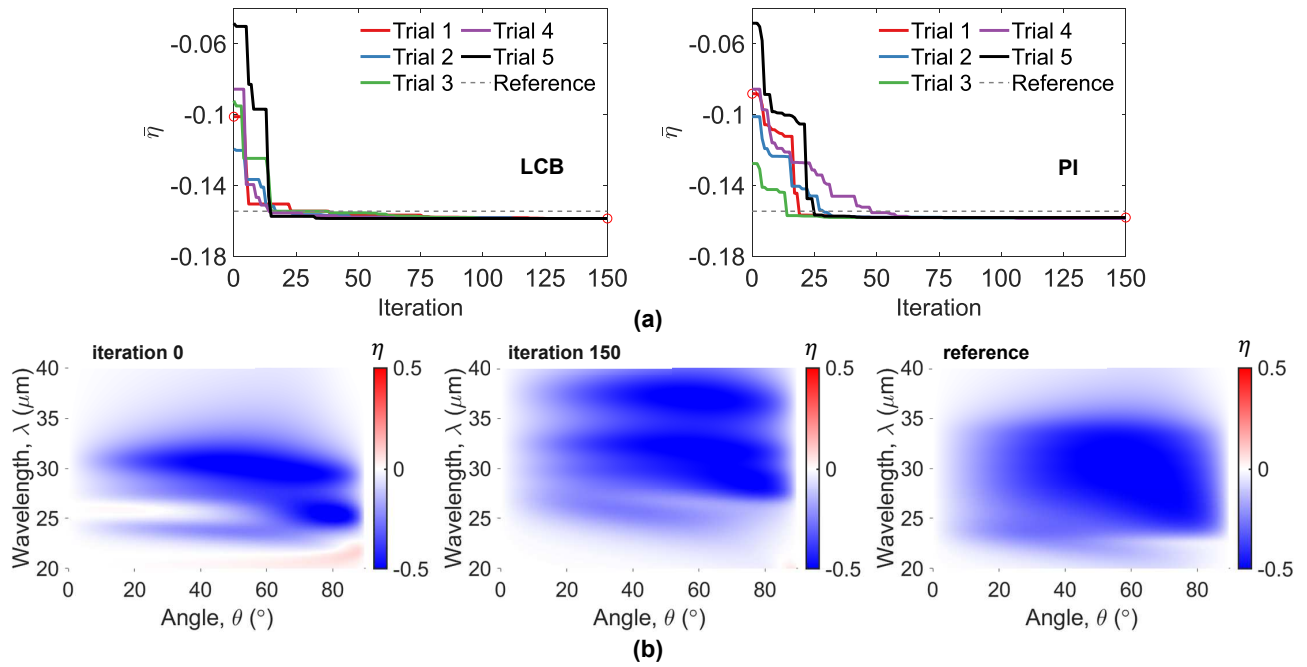 Trial 1 Trial 4
Trial 2 Trial 5
Trial 3 Reference
-0.06
-0.1
-0.14
-0.18
η̄
LCB
0 25 50 75 100 125 150
Iteration
Trial 1 Trial 4
Trial 2 Trial 5
Trial 3 Reference
-0.06
-0.1
-0.14
-0.18
η̄
PI
0 25 50 75 100 125 150
Iteration
(a)
iteration 0
η
40
35
30
25
20
Wavelength, λ (μm)
0 20 40 60 80
Angle, θ (°)
0.5
0
-0.5
iteration 150
η
40
35
30
25
20
Wavelength, λ (μm)
0 20 40 60 80
Angle, θ (°)
0.5
0
-0.5
reference
η
40
35
30
25
20
Wavelength, λ (μm)
0 20 40 60 80
Angle, θ (°)
0.5
0
-0.5
(b)